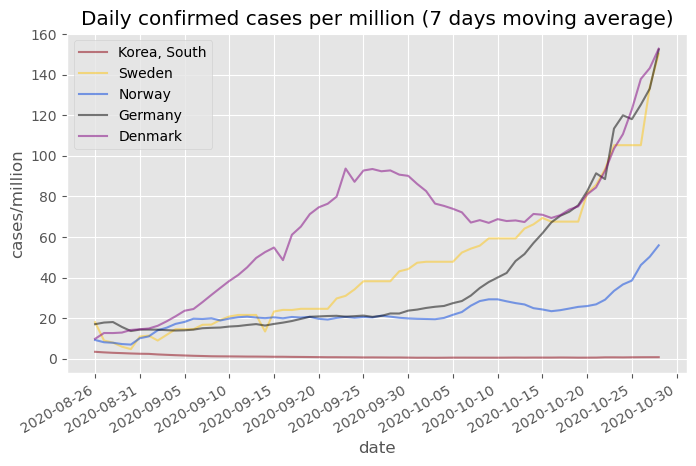 Daily confirmed cases per million (7 days moving average)
160
140
120
100
80
60
40
20
0
cases/million
Korea, South
Sweden
Norway
Germany
Denmark
2020-08-26
2020-08-31
2020-09-05
2020-09-10
2020-09-15
2020-09-20
2020-09-25
2020-09-30
2020-10-05
2020-10-10
2020-10-15
2020-10-20
2020-10-25
2020-10-30
date